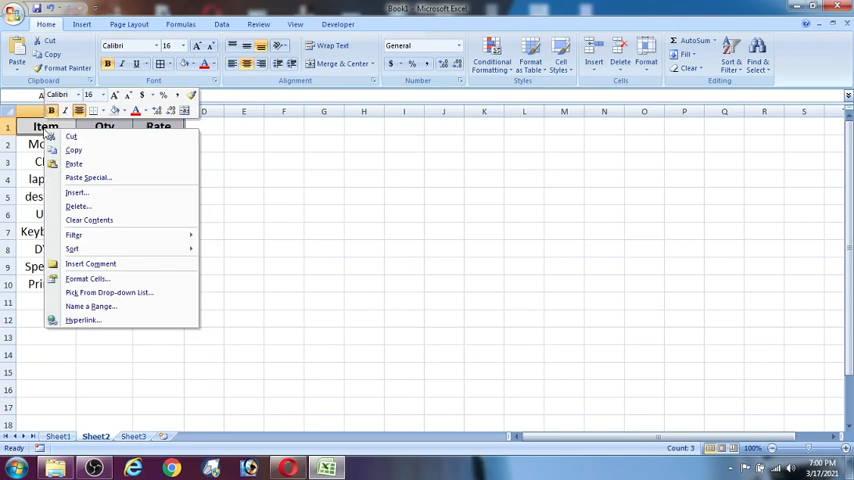 Book1 - Microsoft Excel
Home Insert Page Layout Formulas Data Review View Developer
Paste
Cut
Copy
Format Painter
Clipboard
Calibri 16
B I U
Font
Wrap Text
Merge & Center
Alignment
General
$ % ,
Number
Conditional Formatting
Format as Table
Cell Styles
Styles
Insert
Delete
Format
Cells
AutoSum
Fill
Clear
Sort & Filter
Find & Select
Editing
Calibri 16 A A $ % ,
B I
D E F G H I J K L M N O P Q R S
1 Item Qty Rate
2
3
4
5
6
7
8
9
10
11
12
13
14
15
16
17
18
Cut
Copy
Paste
Paste Special...
Insert...
Delete...
Clear Contents
Filter
Sort
Insert Comment
Format Cells...
Pick From Drop-down List...
Name a Range...
Hyperlink...
Sheet1 Sheet2 Sheet3
Ready Count: 3 100%
7:00 PM
3/17/2021